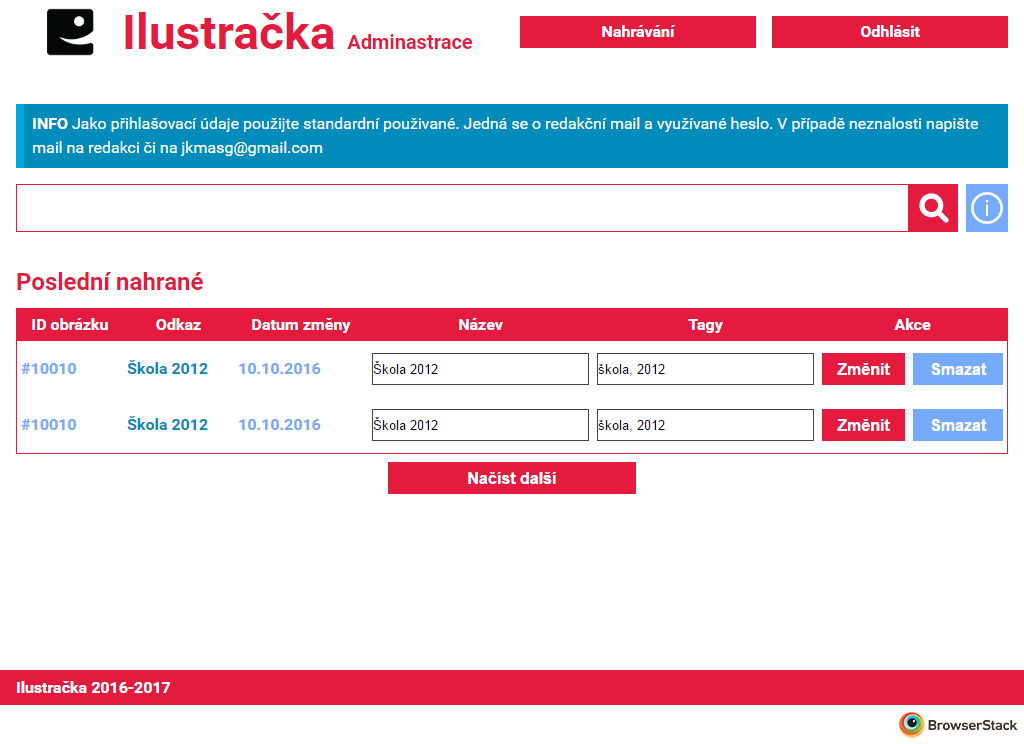 Ilustračka Adminastrace
Nahrávání
Odhlásit
INFO Jako přihlašovací údaje použijte standardní použivané. Jedná se o redakční mail a využívané heslo. V případě neznalosti napište
mail na redakci či na jkmasg@gmail.com
Poslední nahrané
ID obrázku Odkaz Datum změny Název Tagy Akce
#10010 Škola 2012 10.10.2016 Škola 2012 škola, 2012 Změnit Smazat
#10010 Škola 2012 10.10.2016 Škola 2012 škola, 2012 Změnit Smazat
Načíst další
Ilustračka 2016-2017
BrowserStack